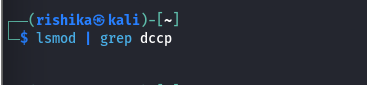 ┌──(rishika㉿kali)-[~]
└─$ lsmod | grep dccp